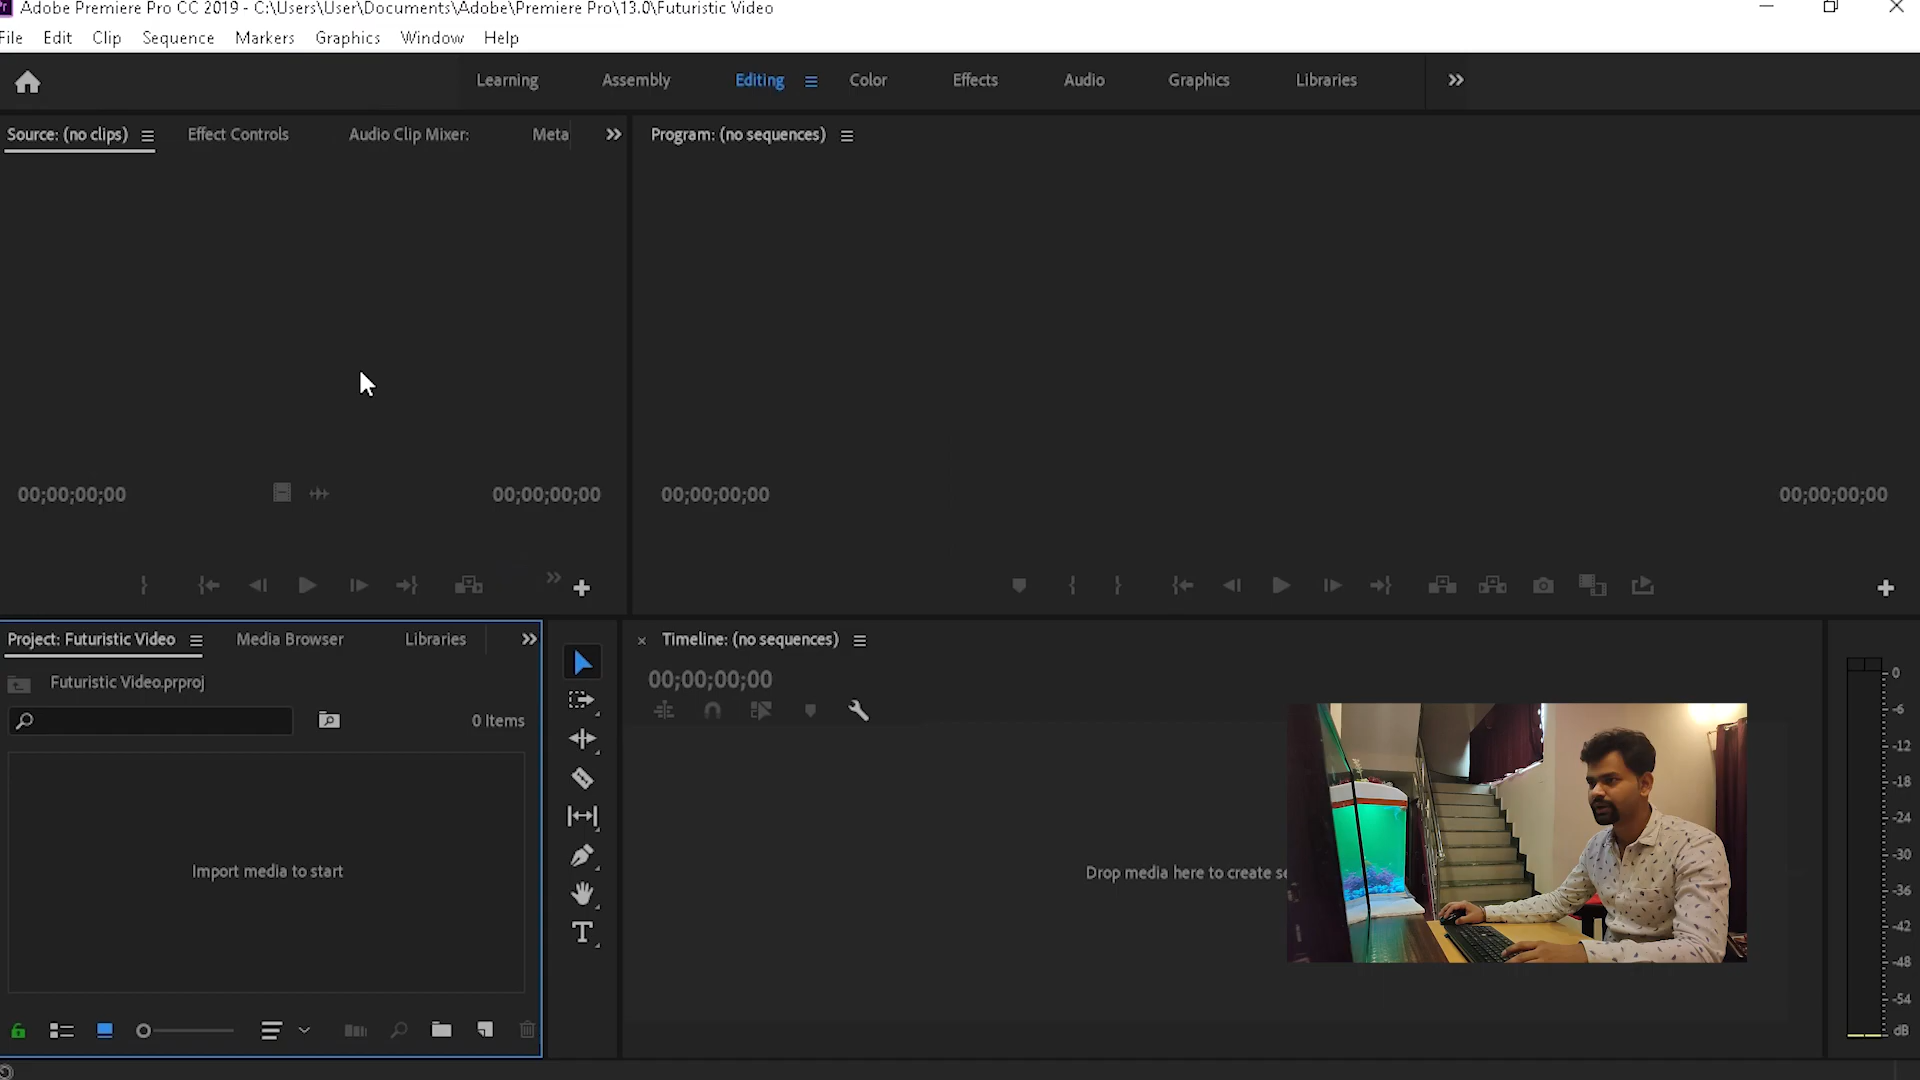 Adobe Premiere Pro CC 2019 - C:\Users\User\Documents\Adobe\Premiere Pro\13.0\Futuristic Video
File Edit Clip Sequence Markers Graphics Window Help
Learning Assembly Editing Color Effects Audio Graphics Libraries
Source: (no clips) Effect Controls Audio Clip Mixer: Meta
Program: (no sequences)
00;00;00;00 00;00;00;00 00;00;00;00 00;00;00;00
Project: Futuristic Video Media Browser Libraries
Timeline: (no sequences)
Futuristic Video.prproj
00;00;00;00
0 Items
Import media to start
Drop media here to create se
0
-6
-12
-18
-24
-30
-36
-42
-48
-54
dB